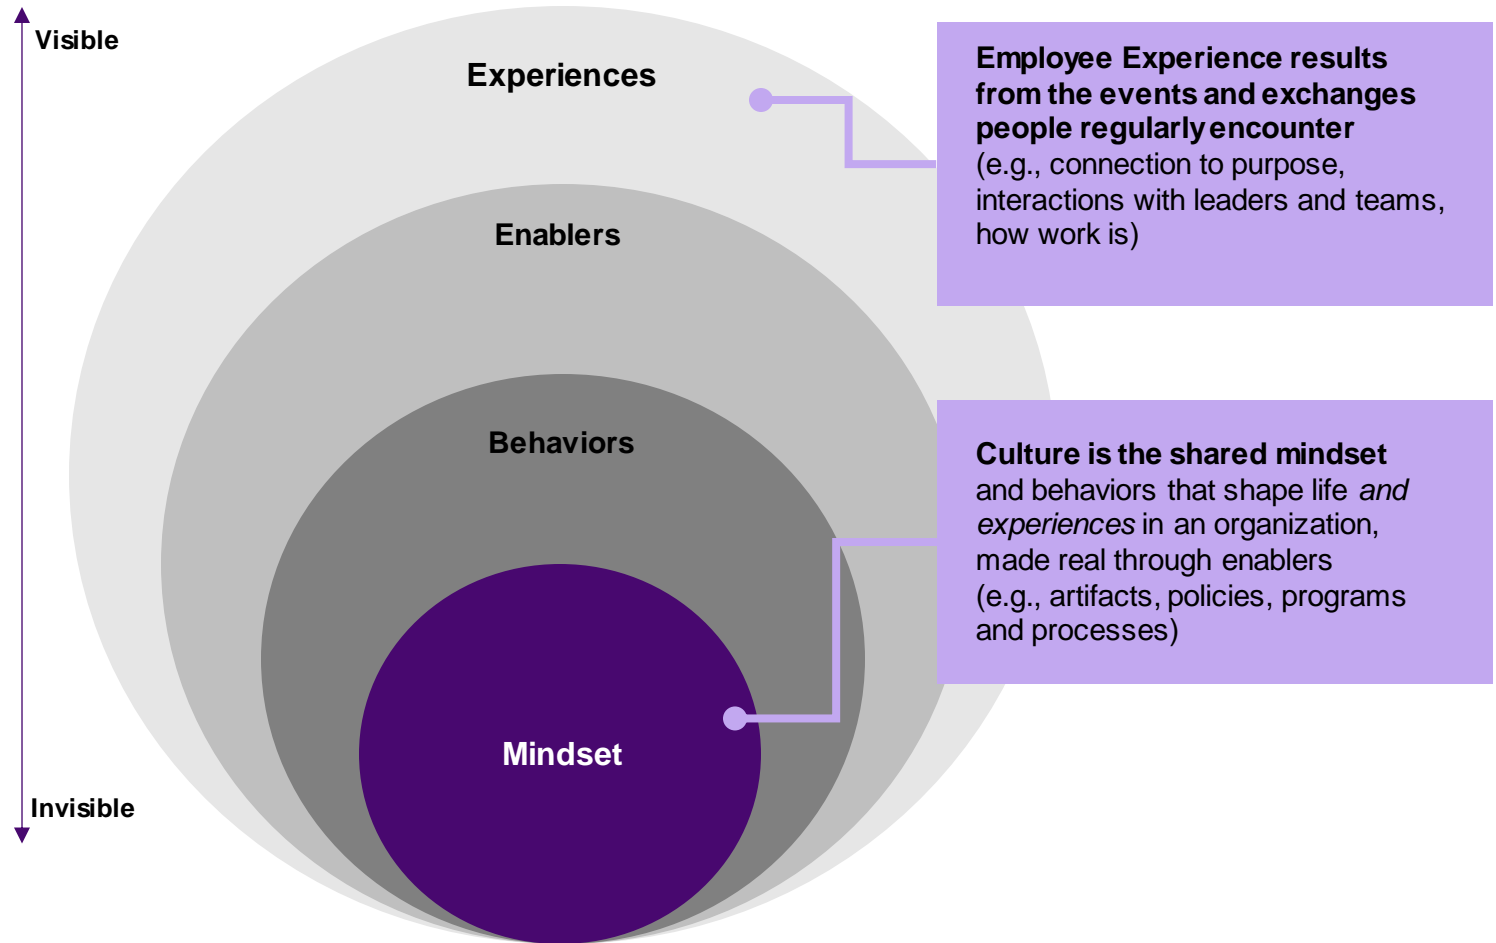 Visible
Experiences
Enablers
Behaviors
Mindset
Invisible
Employee Experience results
from the events and exchanges
people regularly encounter
(e.g., connection to purpose,
interactions with leaders and teams,
how work is)
Culture is the shared mindset
and behaviors that shape life and
experiences in an organization,
made real through enablers
(e.g., artifacts, policies, programs
and processes)